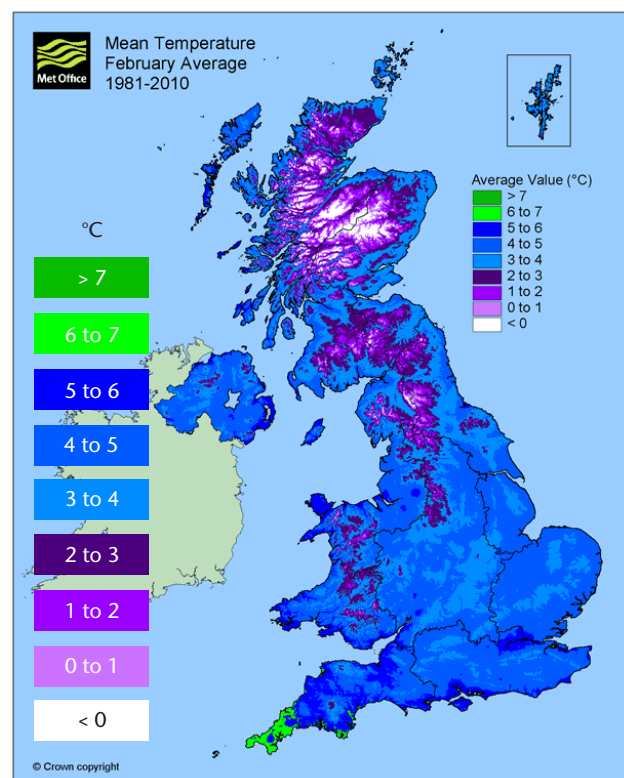 Met Office
Mean Temperature
February Average
1981-2010
Average Value (°C)
> 7
6 to 7
5 to 6
4 to 5
3 to 4
2 to 3
1 to 2
0 to 1
< 0
°C
> 7
6 to 7
5 to 6
4 to 5
3 to 4
2 to 3
1 to 2
0 to 1
< 0
© Crown copyright